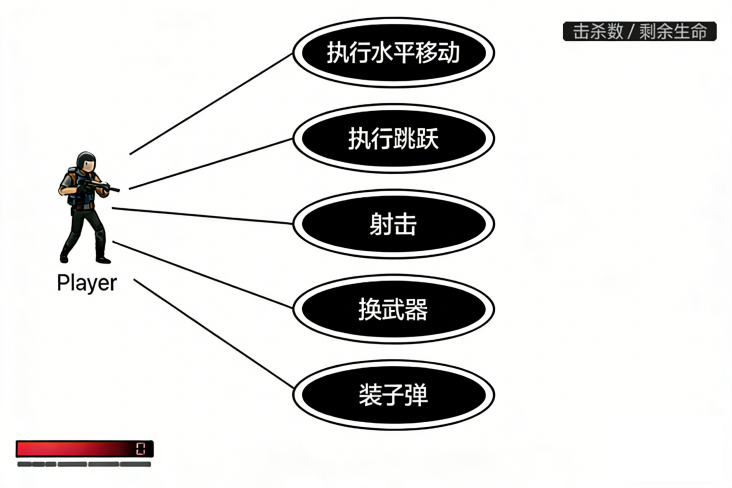 执行水平移动
击杀数 / 剩余生命
执行跳跃
射击
Player
换武器
装子弹
0